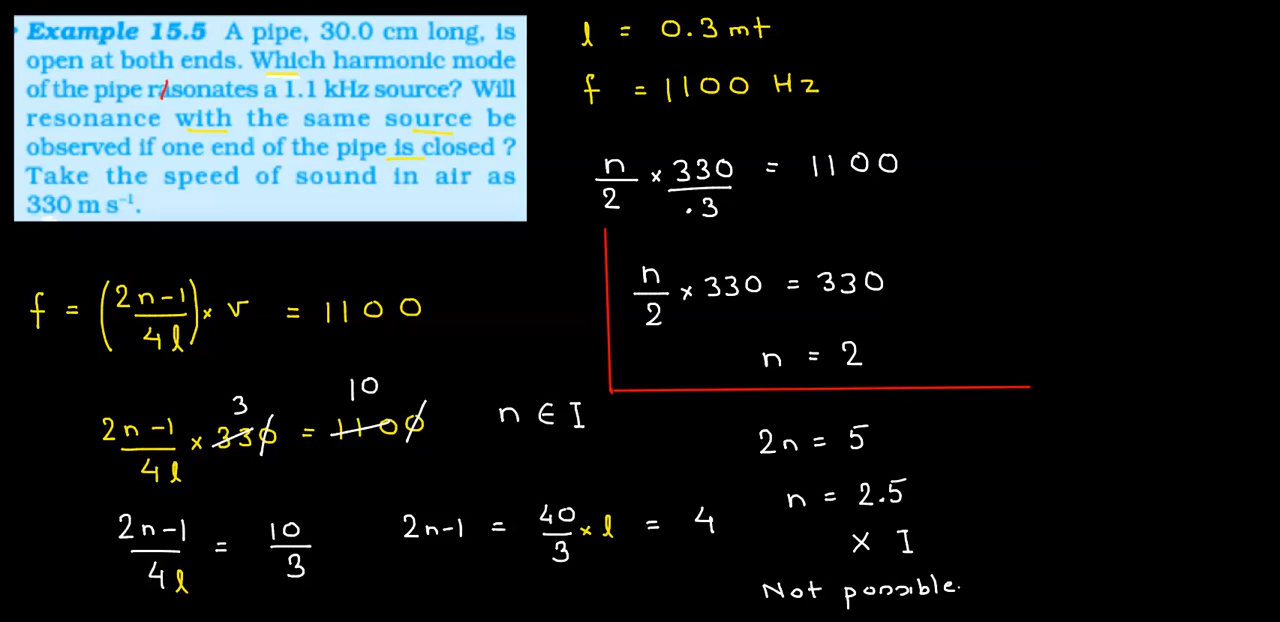 Example 15.5 A pipe, 30.0 cm long, is
open at both ends. Which harmonic mode
of the pipe resonates a 1.1 kHz source? Will
resonance with the same source be
observed if one end of the pipe is closed ?
Take the speed of sound in air as
330 m s⁻¹.
l = 0.3 mt
f = 1100 Hz
n/2 × 330/.3 = 1100
n/2 × 330 = 330
n = 2
f = (2n-1/4l) × v = 1100
3 10
2n-1/4l × 330 = 1100 n ∈ I
2n-1/4l = 10/3 2n-1 = 40/3 × l = 4
2n = 5
n = 2.5
× I
Not possible.